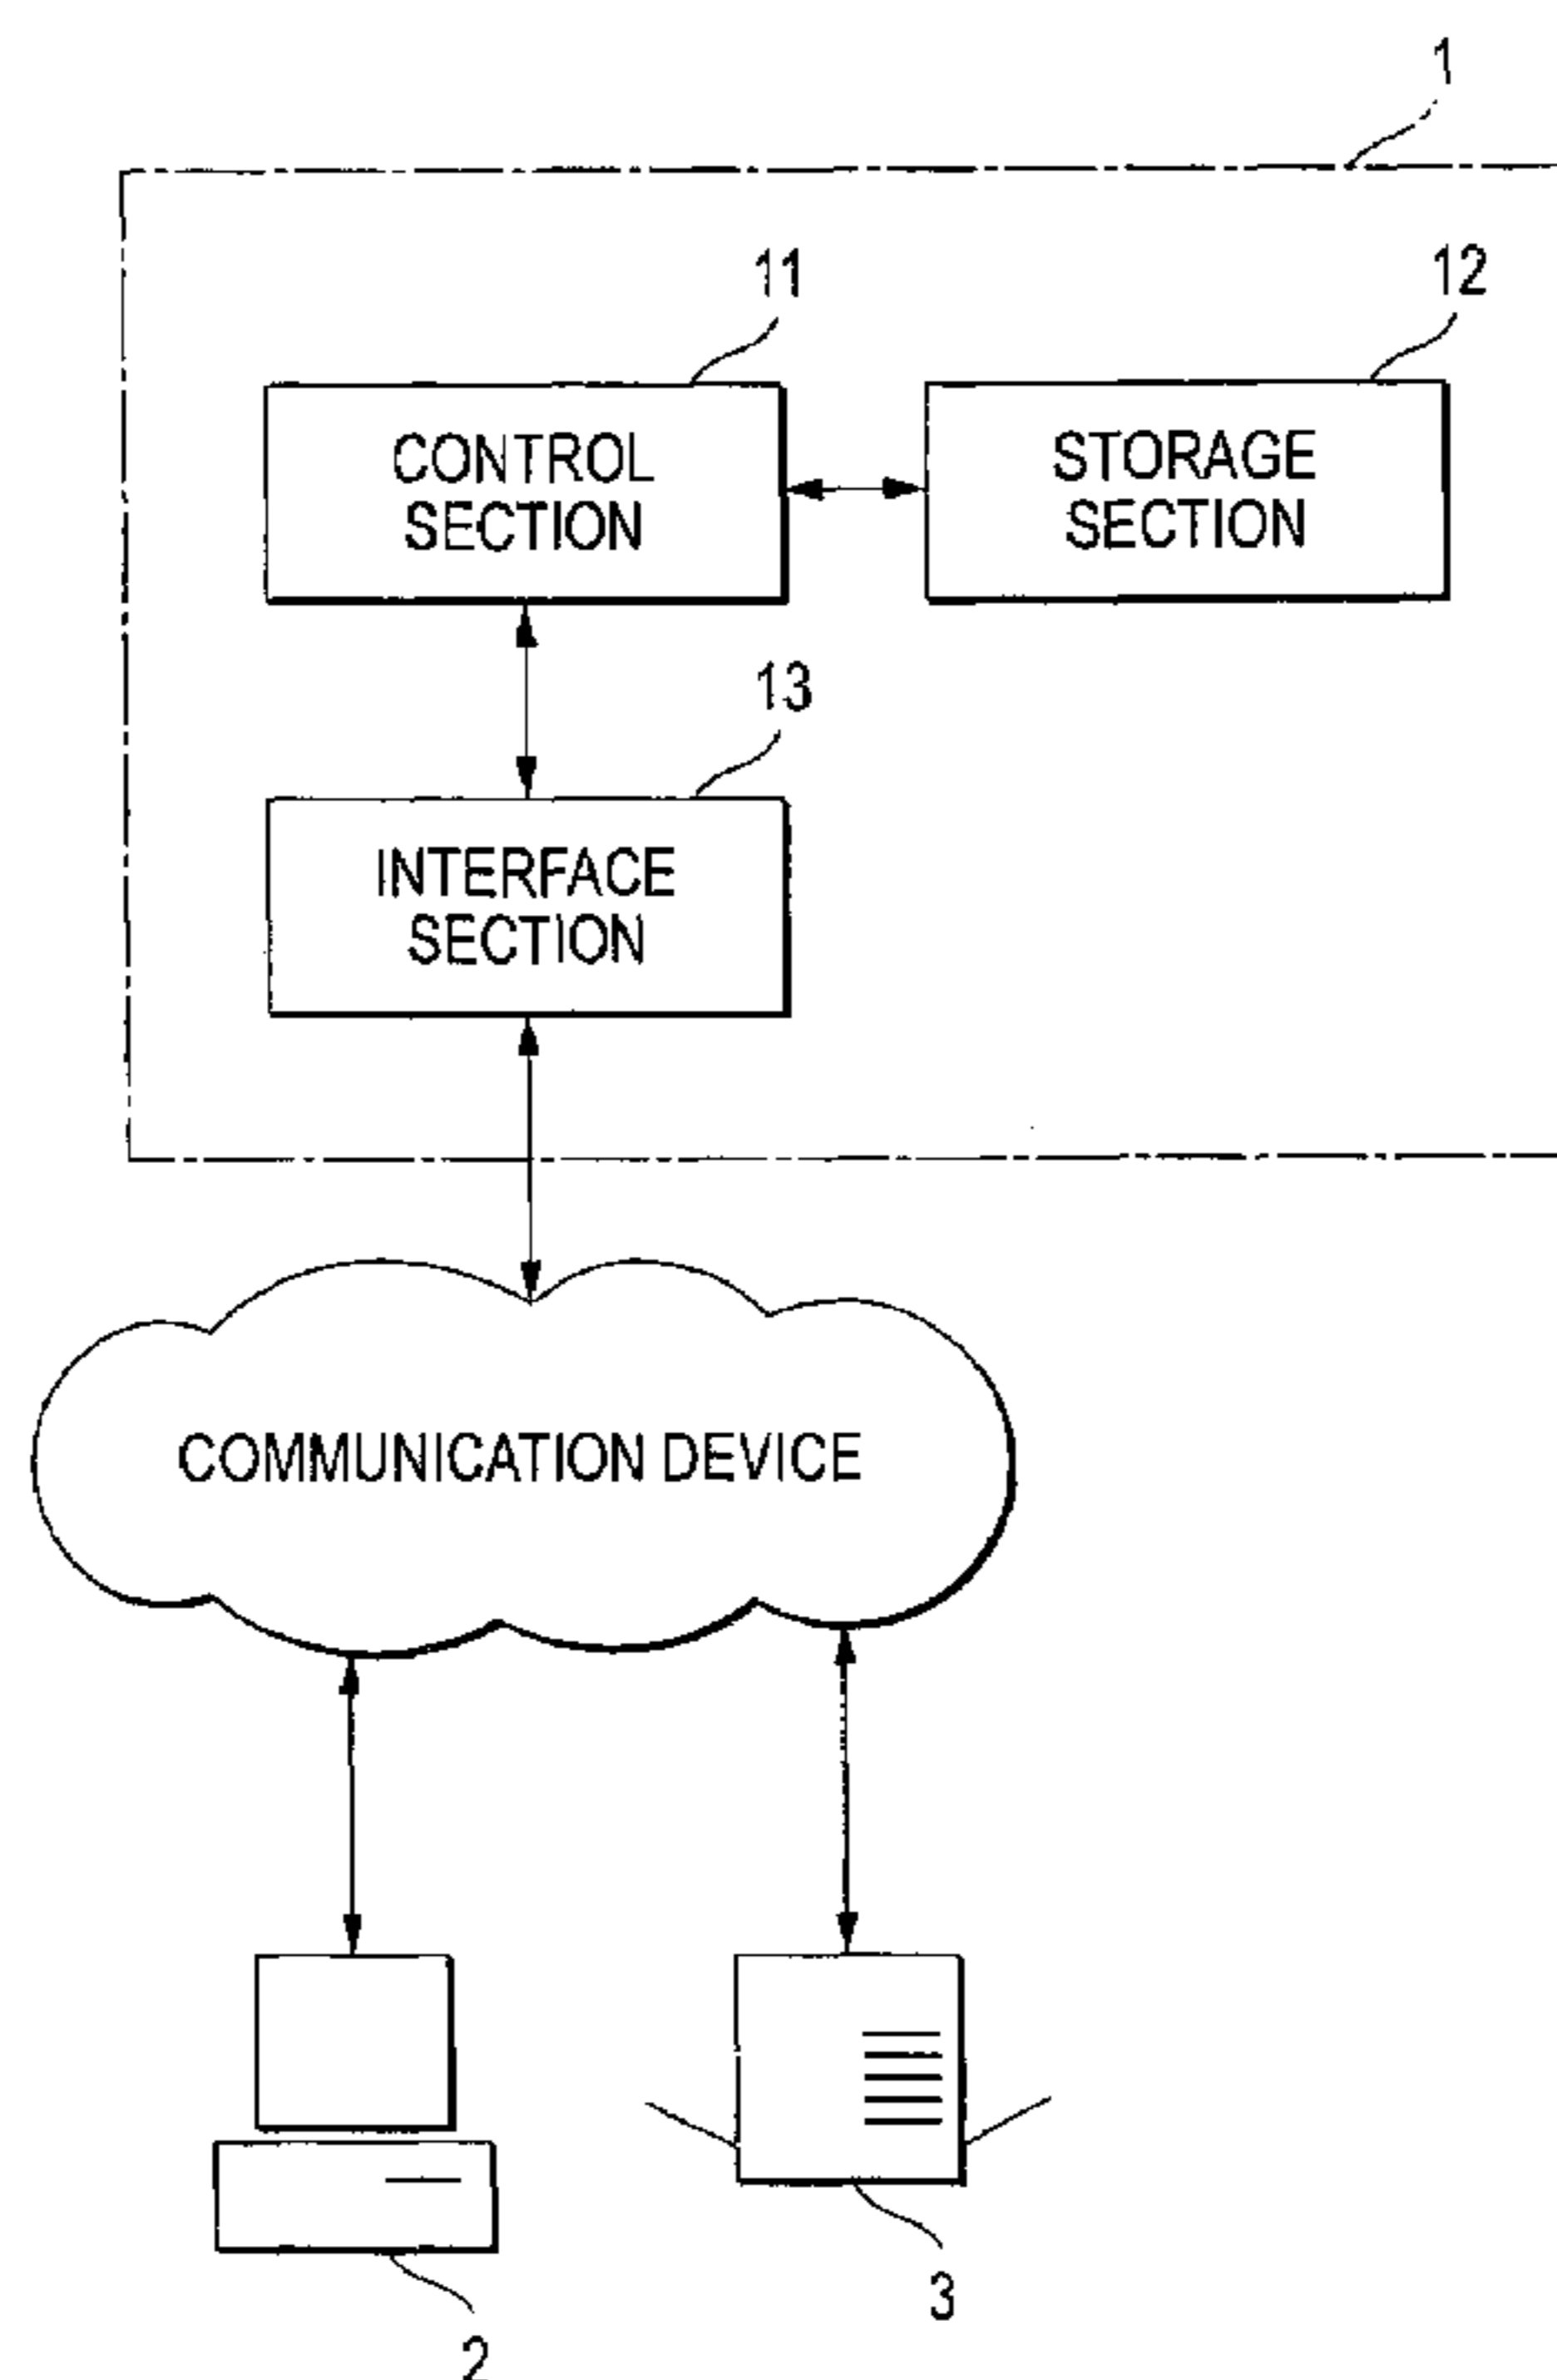 1
11
12
CONTROL
SECTION
STORAGE
SECTION
13
INTERFACE
SECTION
COMMUNICATION DEVICE
3
2